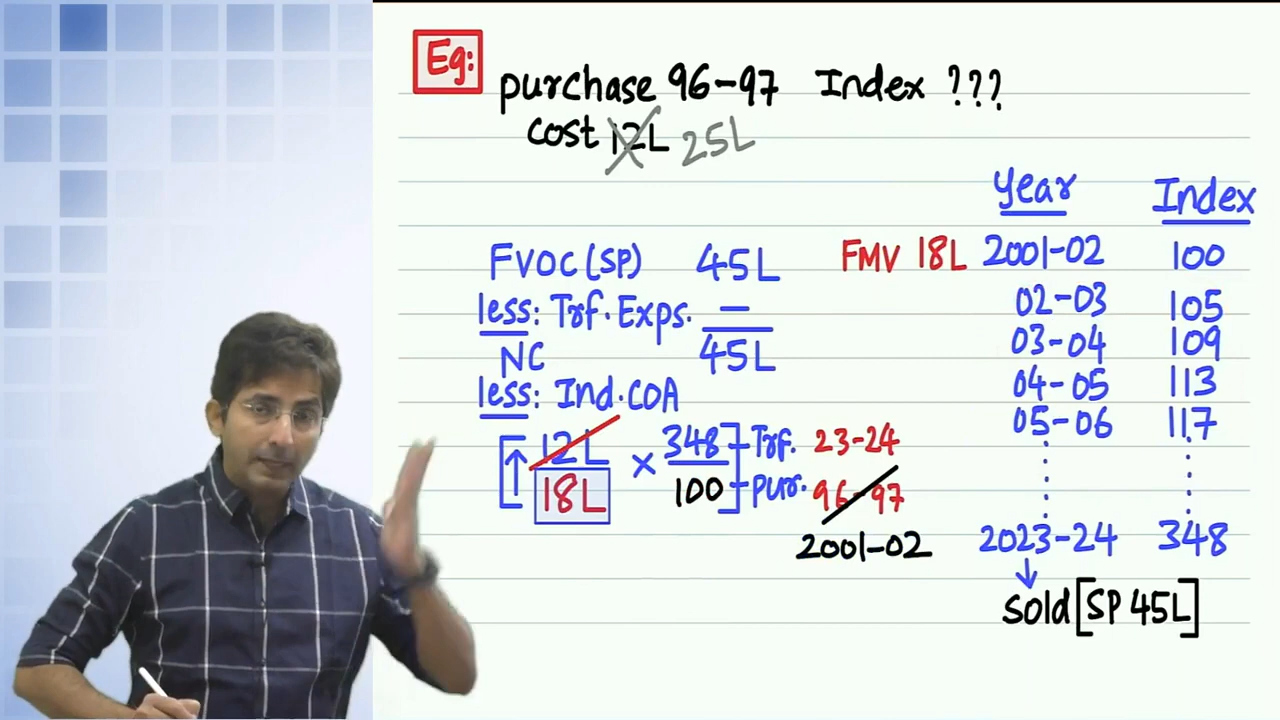 Eg:
purchase 96-97 Index ???
cost 12L 25L
Year Index
FVOC (SP) 45L FMV 18L 2001-02 100
less: Trf. Exps. — 02-03 105
NC 45L 03-04 109
less: Ind. COA 04-05 113
05-06 117
12L × 348 Trf. 23-24
18L 100 purr. 96-97
2001-02 2023-24 348
↓
sold [SP 45L]